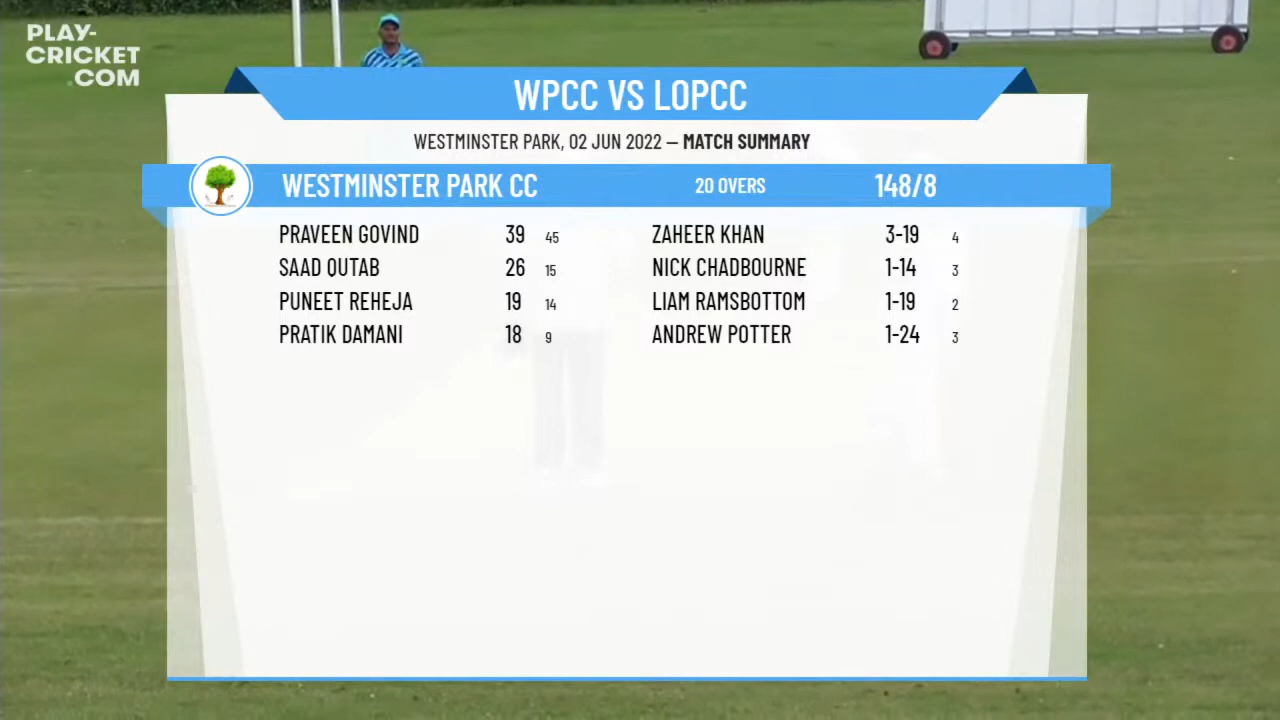 PLAY-
CRICKET
.COM
WPCC VS LOPCC
WESTMINSTER PARK, 02 JUN 2022 – MATCH SUMMARY
WESTMINSTER PARK CC 20 OVERS 148/8
PRAVEEN GOVIND 39 45 ZAHEER KHAN 3-19 4
SAAD QUTAB 26 15 NICK CHADBOURNE 1-14 3
PUNEET REHEJA 19 14 LIAM RAMSBOTTOM 1-19 2
PRATIK DAMANI 18 9 ANDREW POTTER 1-24 3